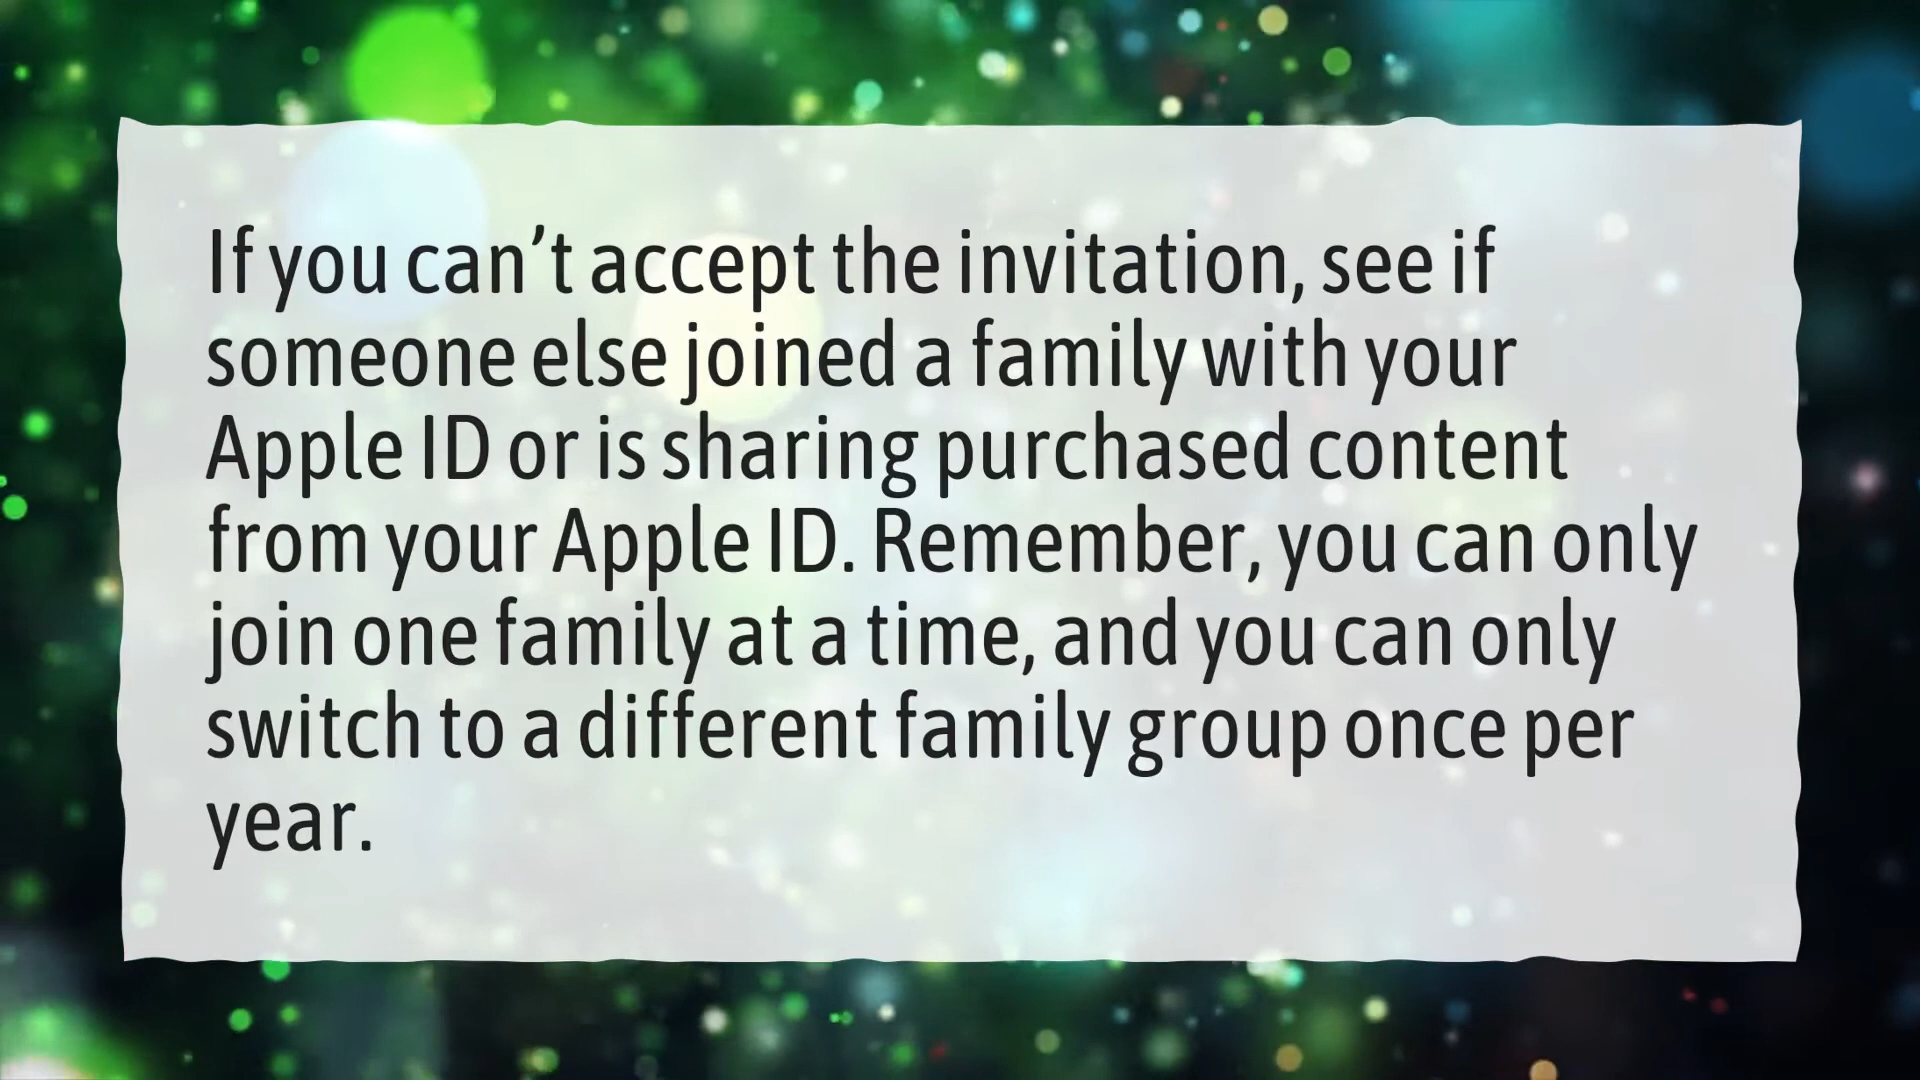 If you can’t accept the invitation, see if
someone else joined a family with your
Apple ID or is sharing purchased content
from your Apple ID. Remember, you can only
join one family at a time, and you can only
switch to a different family group once per
year.